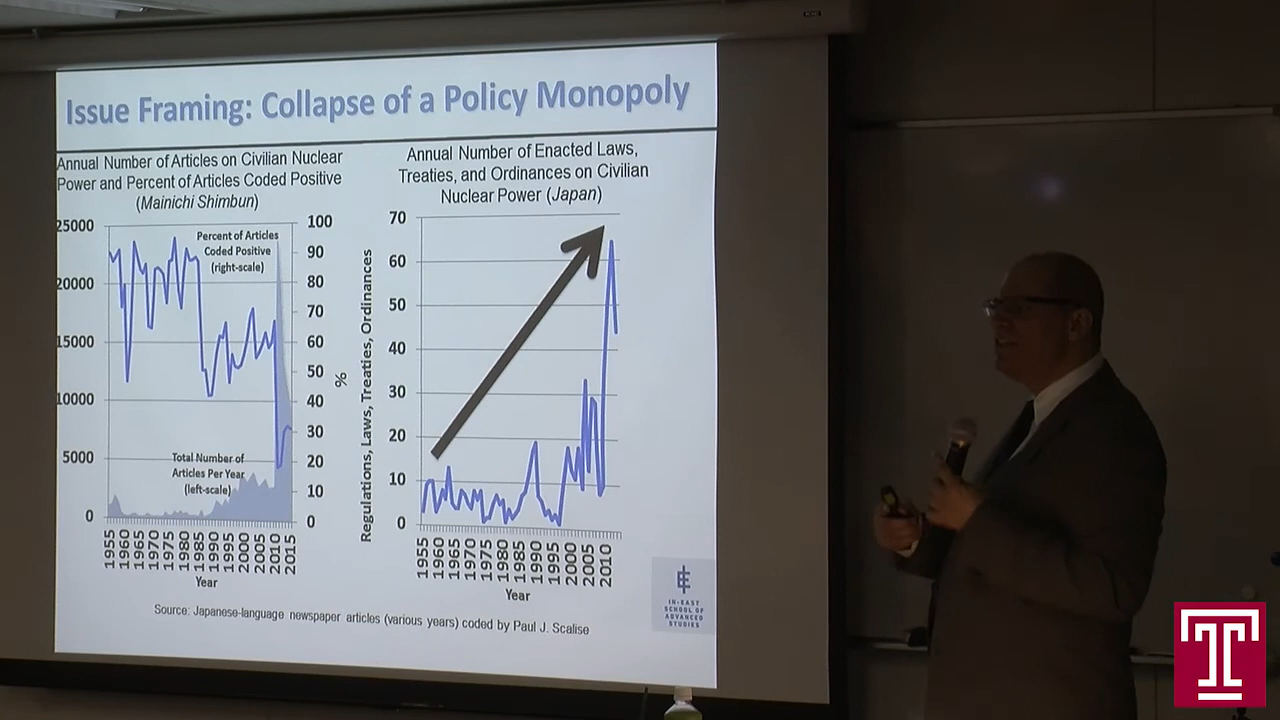 Issue Framing: Collapse of a Policy Monopoly
Annual Number of Articles on Civilian Nuclear
Power and Percent of Articles Coded Positive
(Mainichi Shimbun)
25000
20000
15000
10000
5000
0
100
90
80
70
60
50
40
30
20
10
0
%
Percent of Articles
Coded Positive
(right-scale)
Total Number of
Articles Per Year
(left-scale)
1955
1960
1965
1970
1975
1980
1985
1990
1995
2000
2005
2010
2015
Year
Annual Number of Enacted Laws,
Treaties, and Ordinances on Civilian
Nuclear Power (Japan)
Regulations, Laws, Treaties, Ordinances
70
60
50
40
30
20
10
0
1955
1960
1965
1970
1975
1980
1985
1990
1995
2000
2005
2010
Year
Source: Japanese-language newspaper articles (various years) coded by Paul J. Scalise
IN-EAST
SCHOOL OF
ADVANCED
STUDIES
T